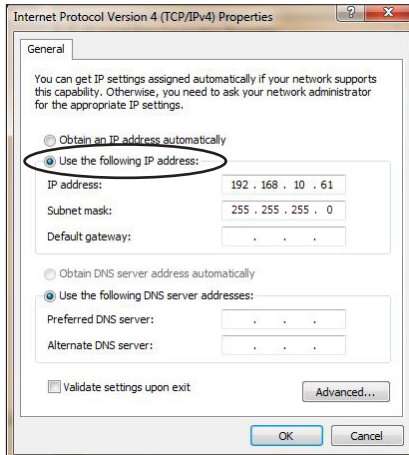 Internet Protocol Version 4 (TCP/IPv4) Properties
General
You can get IP settings assigned automatically if your network supports
this capability. Otherwise, you need to ask your network administrator
for the appropriate IP settings.
Obtain an IP address automatically
Use the following IP address:
IP address: 192 . 168 . 10 . 61
Subnet mask: 255 . 255 . 255 . 0
Default gateway: . . .
Obtain DNS server address automatically
Use the following DNS server addresses:
Preferred DNS server: . . .
Alternate DNS server: . . .
Validate settings upon exit
Advanced...
OK Cancel